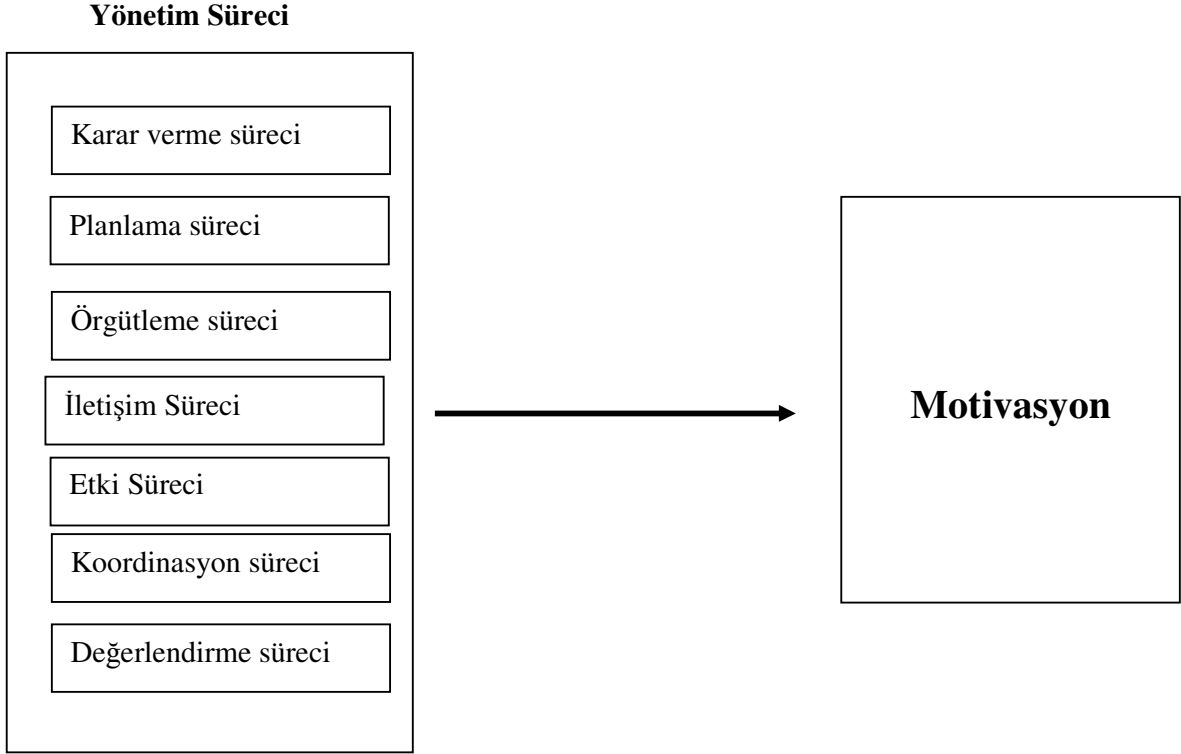 Yönetim Süreci
Karar verme süreci
Planlama süreci
Örgütleme süreci
İletişim Süreci
Etki Süreci
Koordinasyon süreci
Değerlendirme süreci
Motivasyon